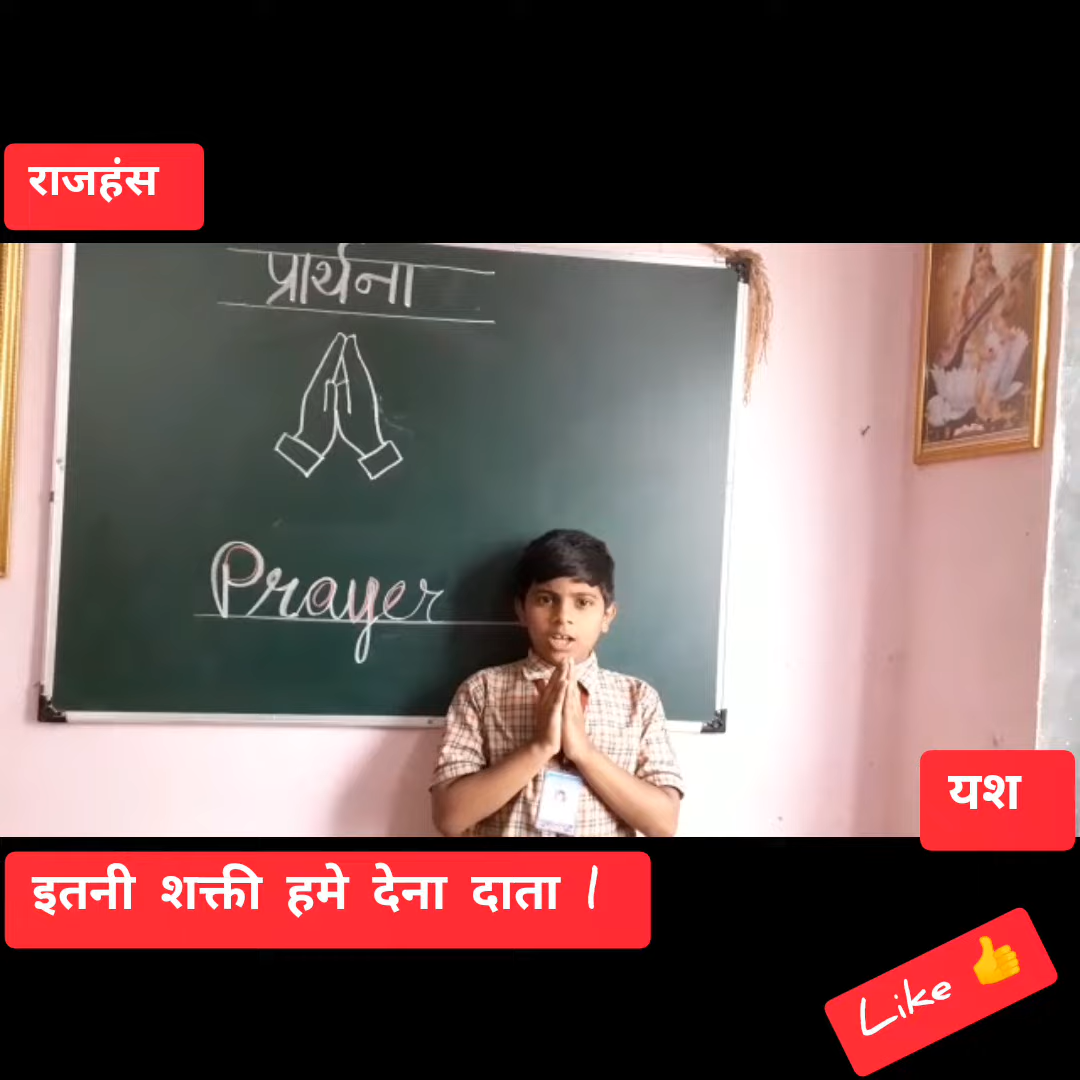 राजहंस
प्रार्थना
Prayer
यश
इतनी शक्ती हमे देना दाता ।
Like 👍